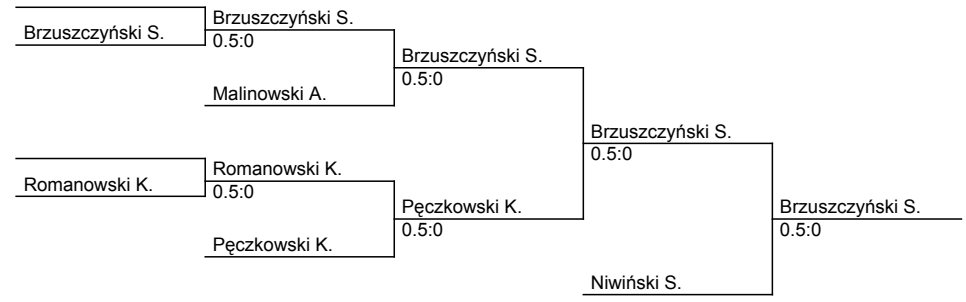 Brzuszczyński S.
Brzuszczyński S.
0.5:0
Malinowski A.
Brzuszczyński S.
0.5:0
Romanowski K.
Romanowski K.
0.5:0
Pęczkowski K.
Pęczkowski K.
0.5:0
Brzuszczyński S.
0.5:0
Niwiński S.
Brzuszczyński S.
0.5:0